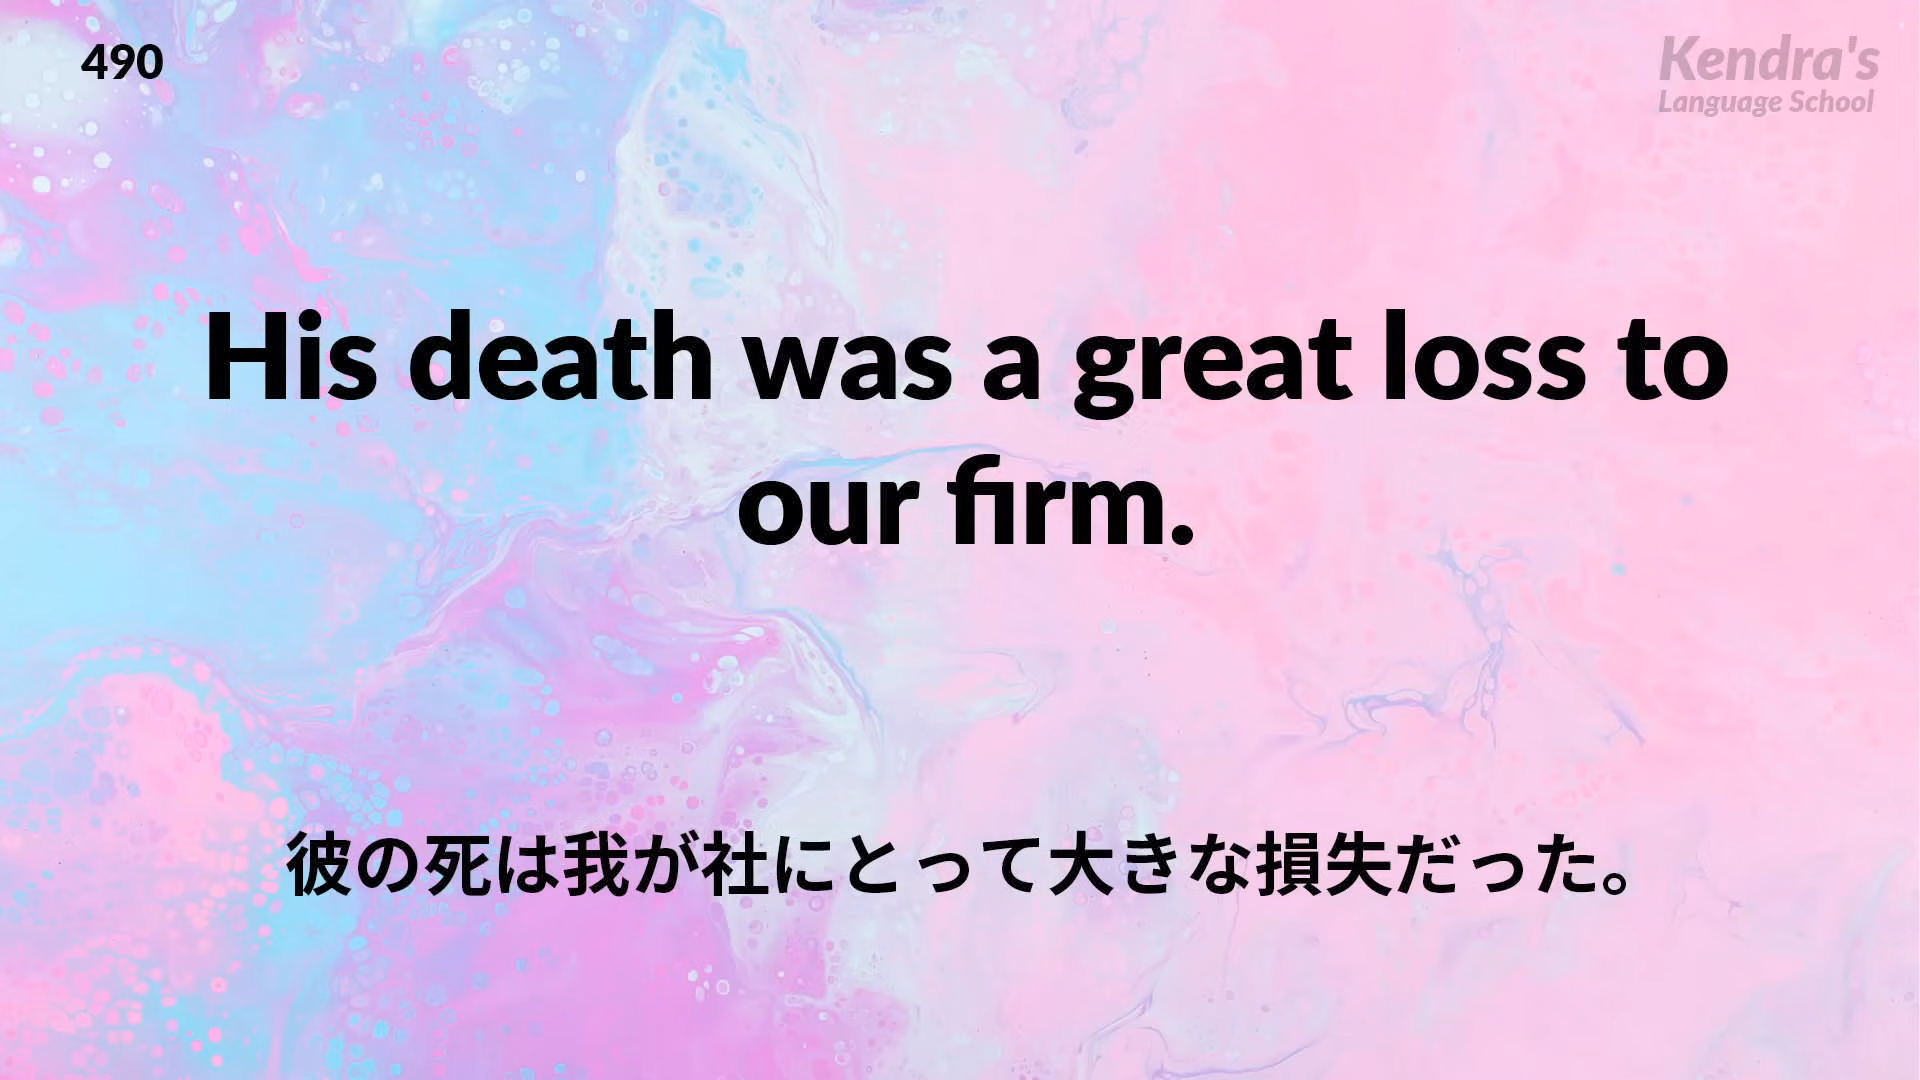 490
Kendra's
Language School
His death was a great loss to
our firm.
彼の死は我が社にとって大きな損失だった。